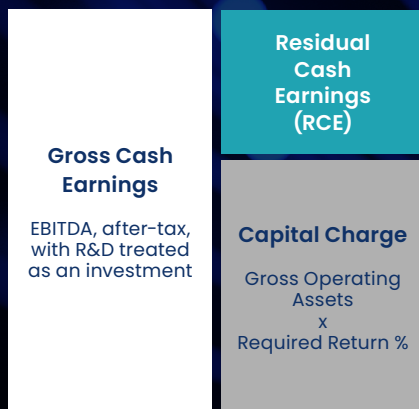 Gross Cash
Earnings
EBITDA, after-tax,
with R&D treated
as an investment
Residual
Cash
Earnings
(RCE)
Capital Charge
Gross Operating
Assets
x
Required Return %